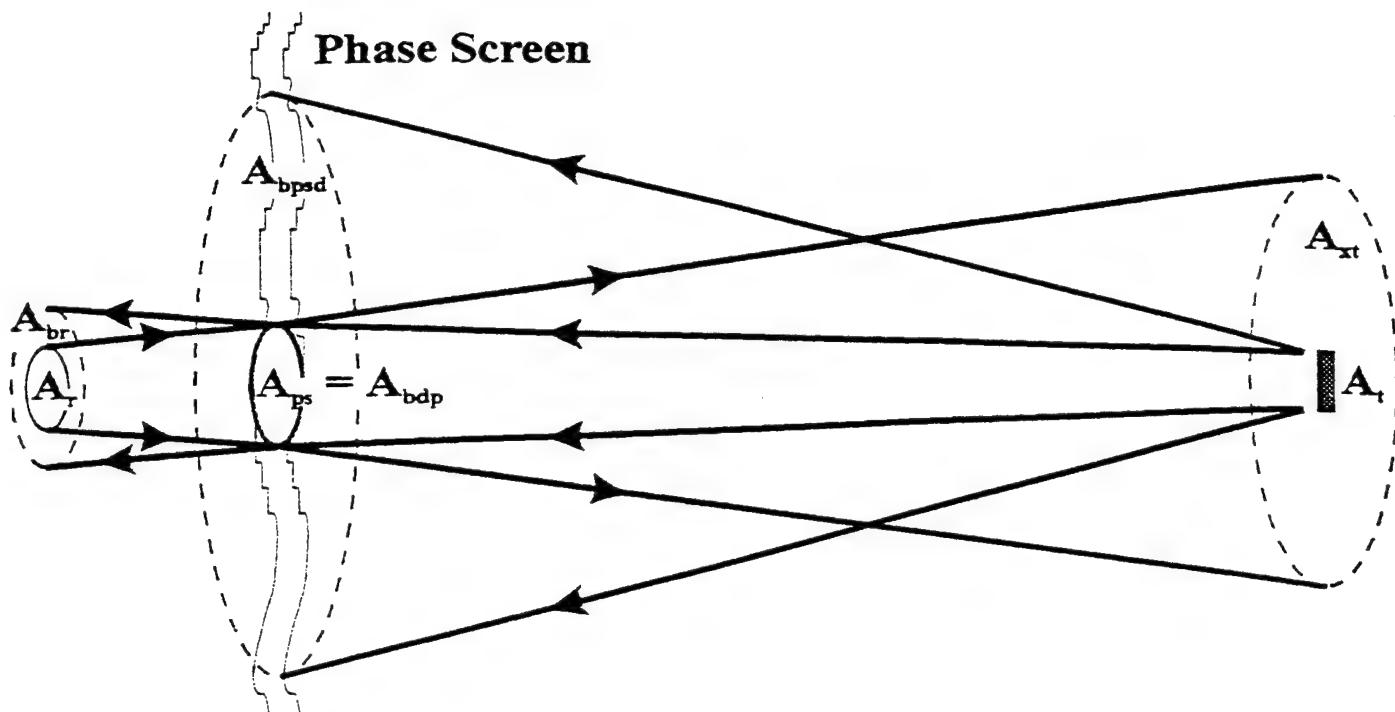 Phase Screen
A_bpsd
A_xt
A_br
A_r
A_ps = A_bdp
A_t